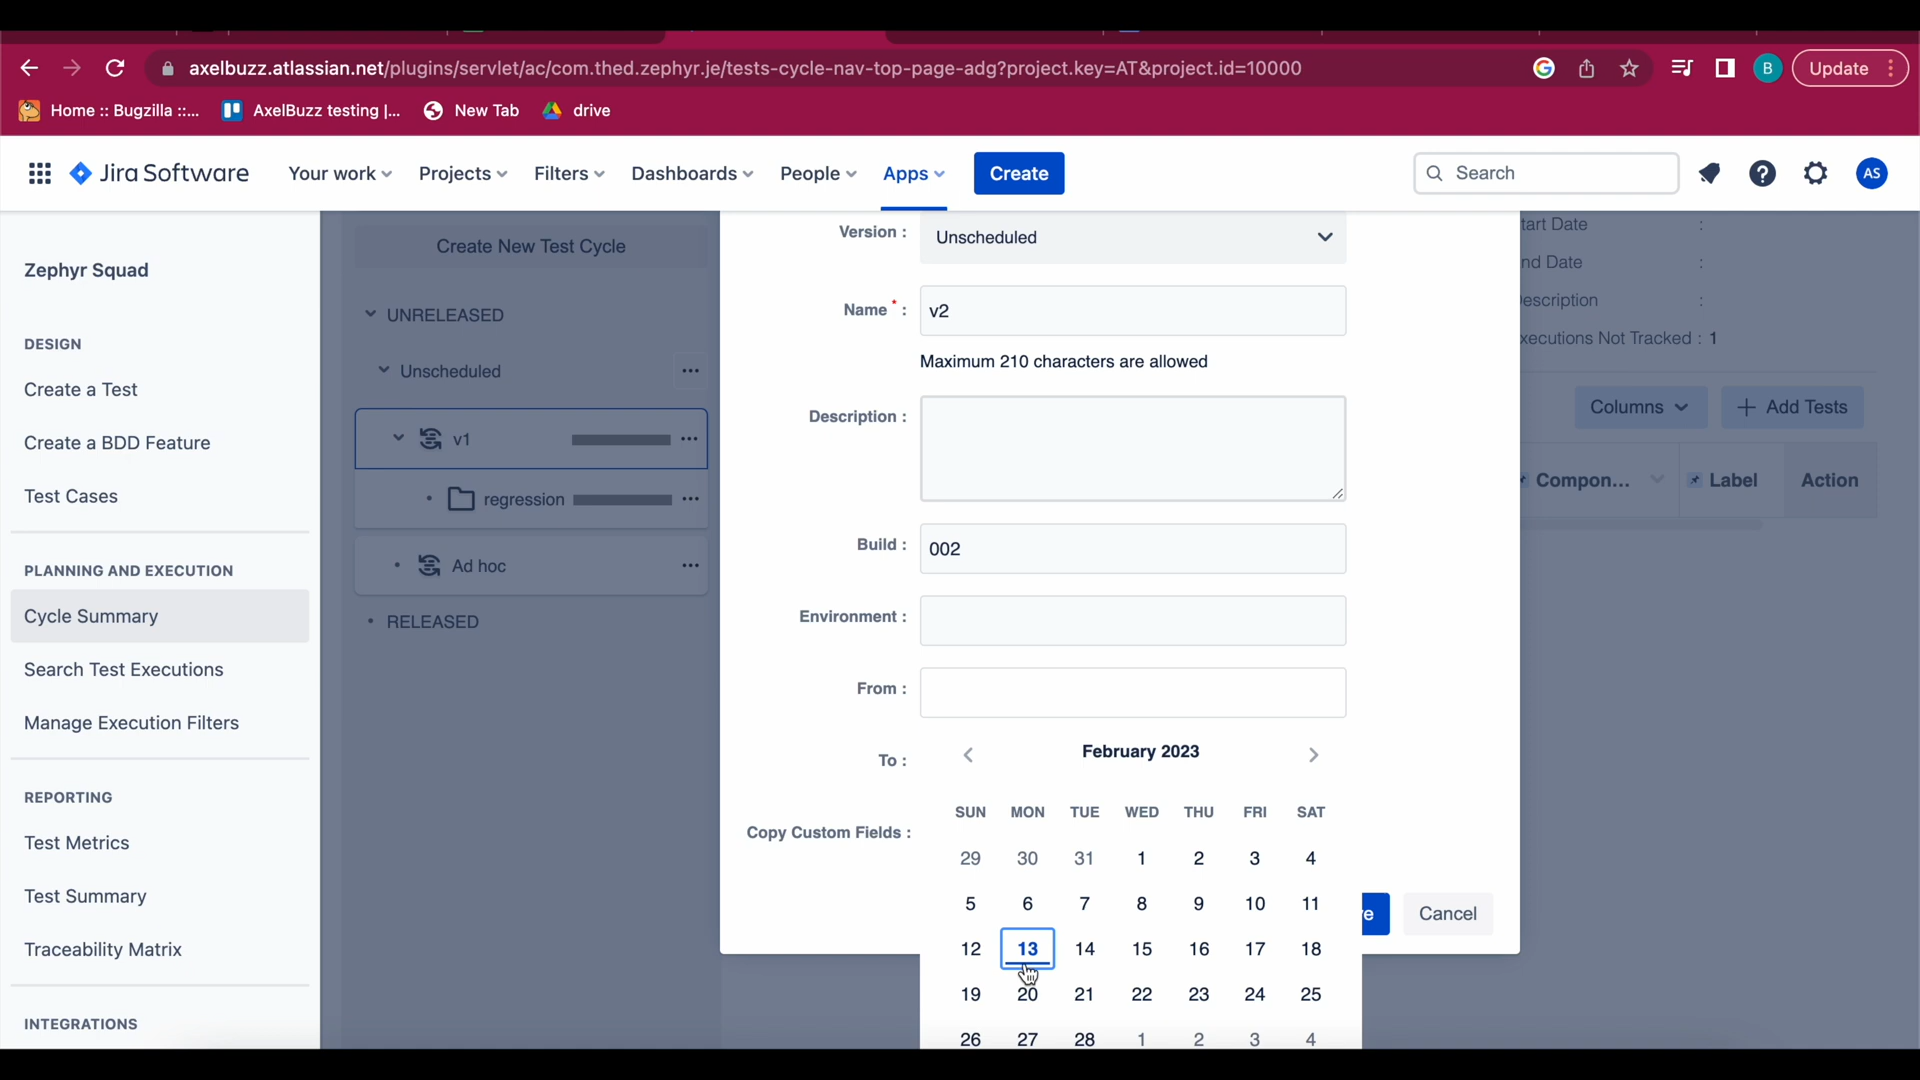 axelbuzz.atlassian.net/plugins/servlet/ac/com.thed.zephyr.je/tests-cycle-nav-top-page-adg?project.key=AT&project.id=10000
B
Update
Home :: Bugzilla ::...
AxelBuzz testing |...
New Tab
drive
Jira Software
Your work
Projects
Filters
Dashboards
People
Apps
Create
Search
AS
Zephyr Squad
DESIGN
Create a Test
Create a BDD Feature
Test Cases
PLANNING AND EXECUTION
Cycle Summary
Search Test Executions
Manage Execution Filters
REPORTING
Test Metrics
Test Summary
Traceability Matrix
INTEGRATIONS
Create New Test Cycle
UNRELEASED
Unscheduled
v1
regression
Ad hoc
RELEASED
Version :
Unscheduled
Name * :
v2
Maximum 210 characters are allowed
Description :
Build :
002
Environment :
From :
To :
Copy Custom Fields :
February 2023
SUN MON TUE WED THU FRI SAT
29 30 31 1 2 3 4
5 6 7 8 9 10 11
12 13 14 15 16 17 18
19 20 21 22 23 24 25
26 27 28 1 2 3 4
e
Cancel
tart Date :
nd Date :
escription :
xecutions Not Tracked : 1
Columns
+ Add Tests
Compon...
Label
Action